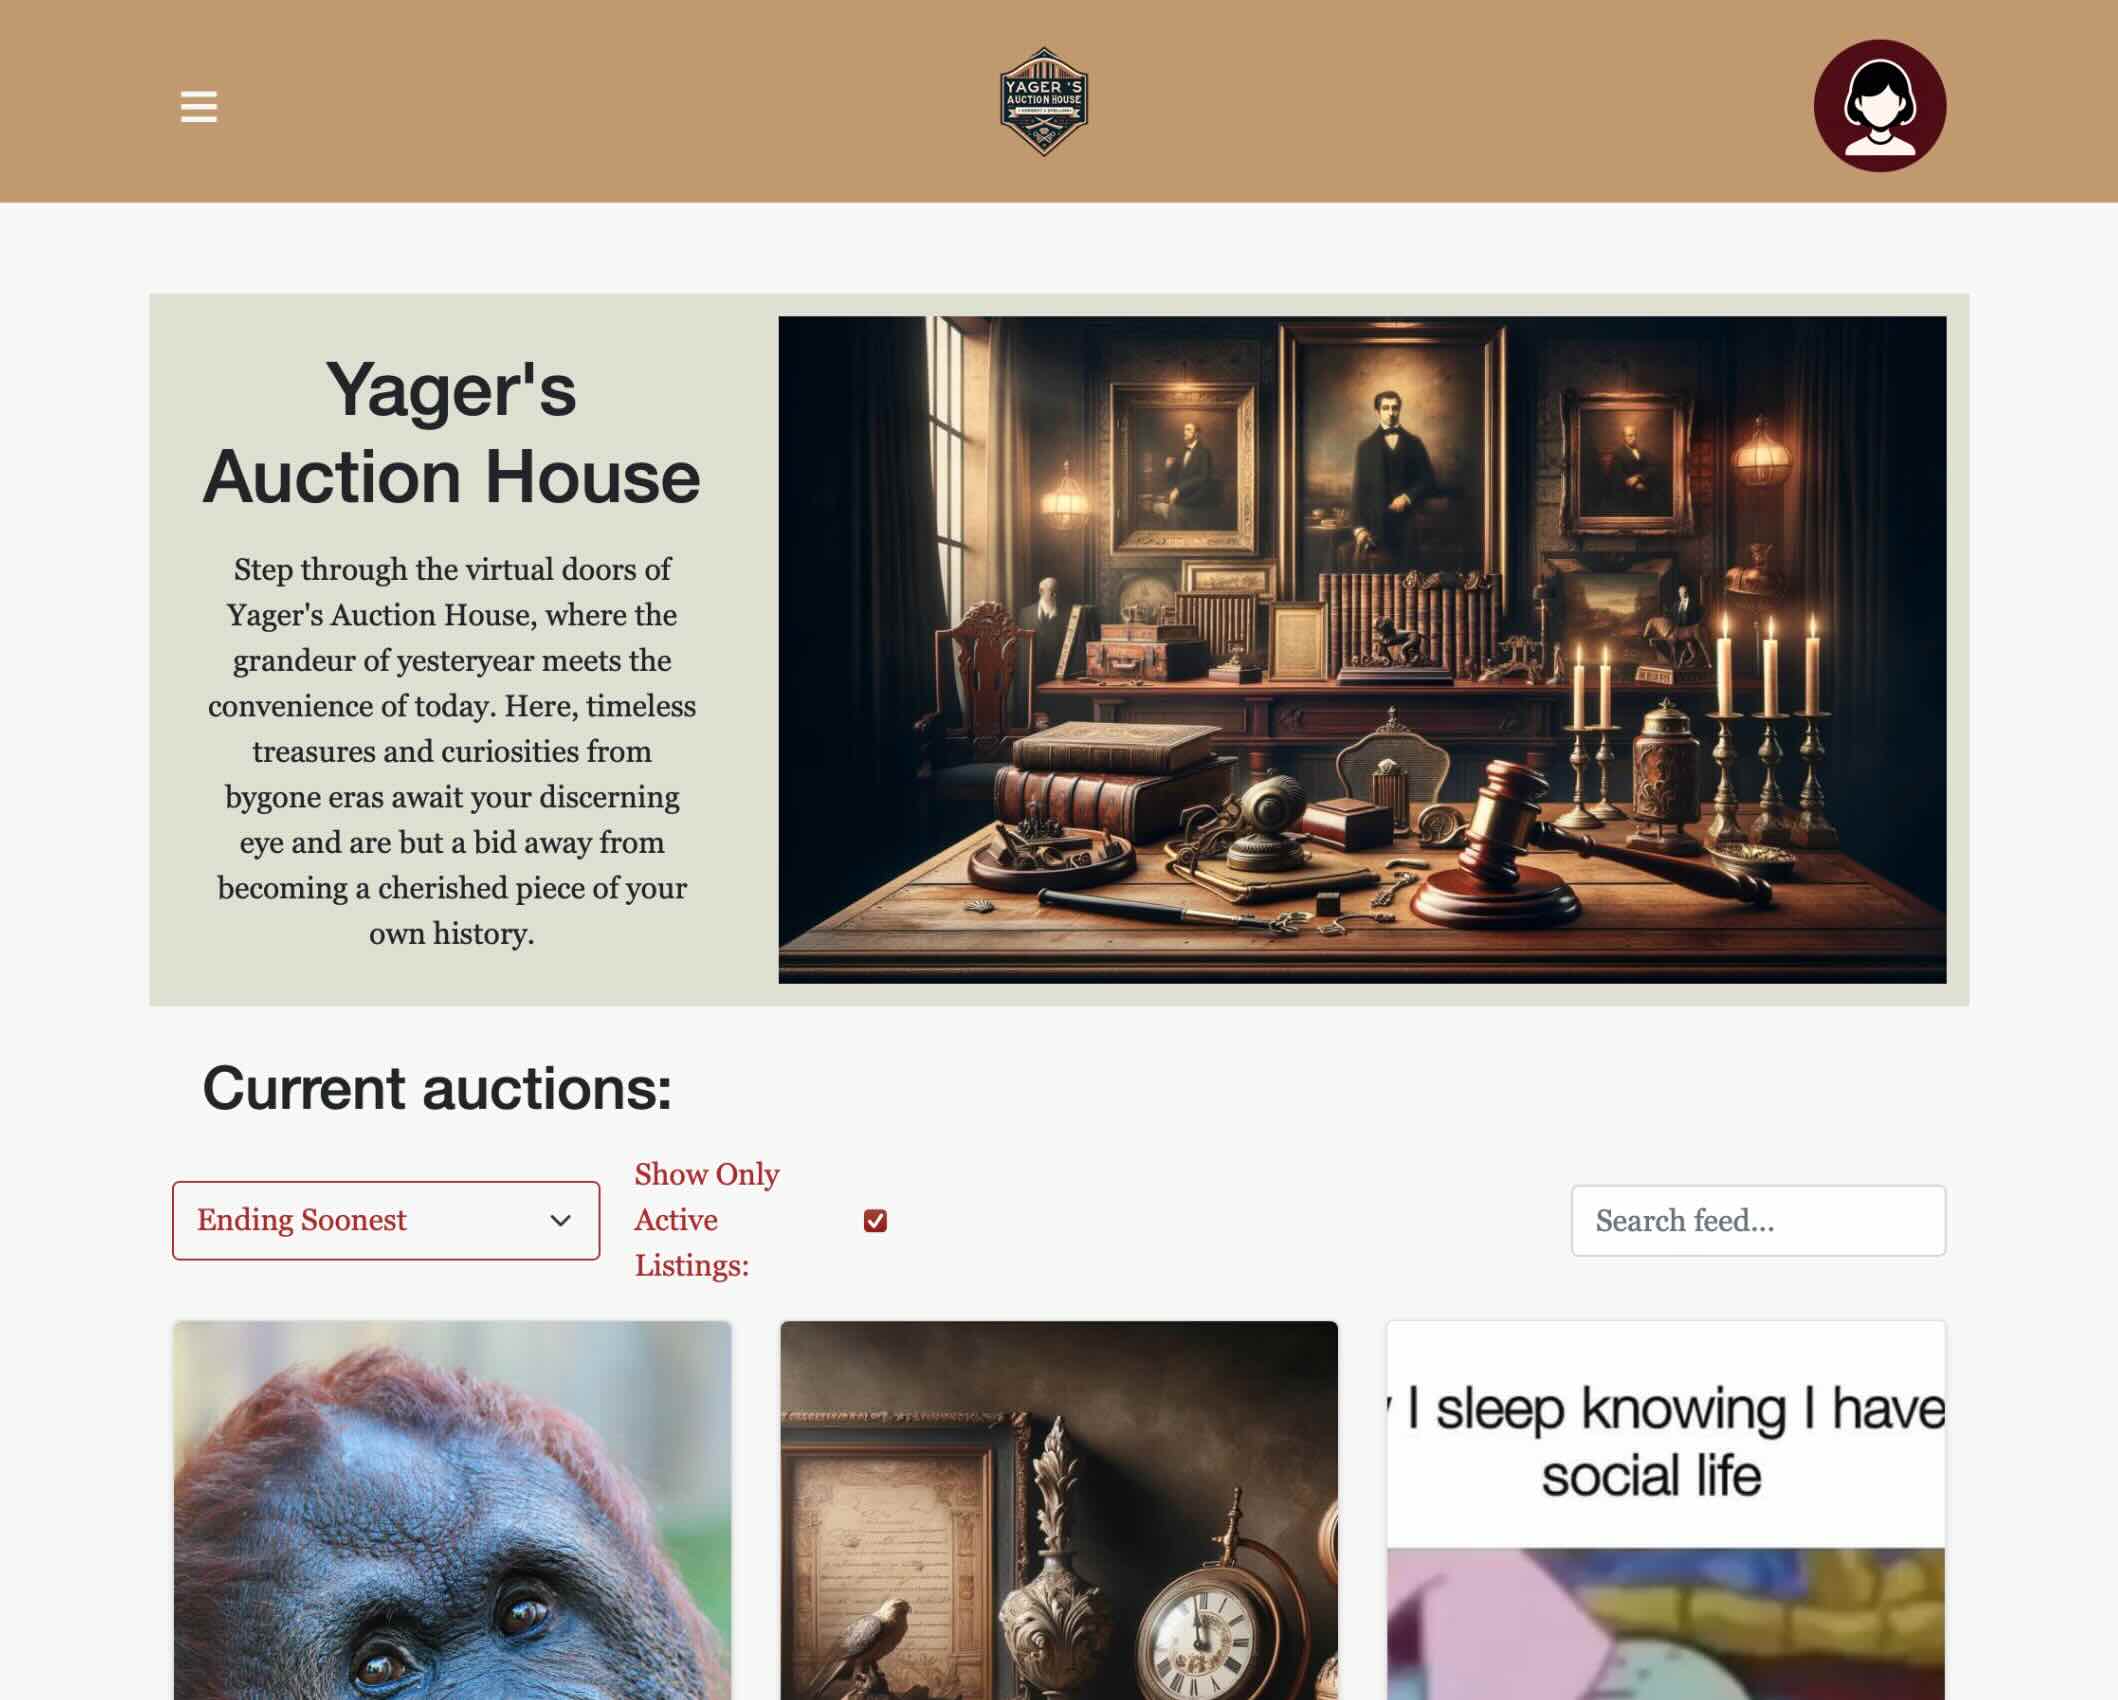 YAGER'S
AUCTION HOUSE
Yager's
Auction House
Step through the virtual doors of
Yager's Auction House, where the
grandeur of yesteryear meets the
convenience of today. Here, timeless
treasures and curiosities from
bygone eras await your discerning
eye and are but a bid away from
becoming a cherished piece of your
own history.
Current auctions:
Ending Soonest
Show Only
Active
Listings:
Search feed...
I sleep knowing I have
social life